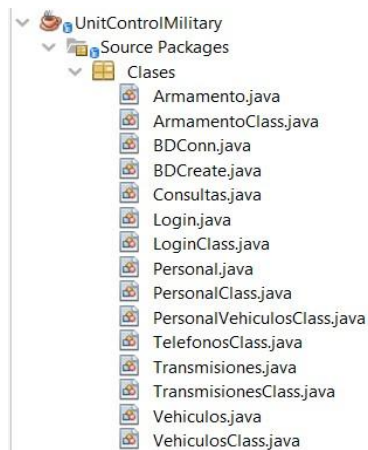 UnitControlMilitary
Source Packages
Clases
Armamento.java
ArmamentoClass.java
BDConn.java
BDCreate.java
Consultas.java
Login.java
LoginClass.java
Personal.java
PersonalClass.java
PersonalVehiculosClass.java
TelefonosClass.java
Transmisiones.java
TransmisionesClass.java
Vehiculos.java
VehiculosClass.java